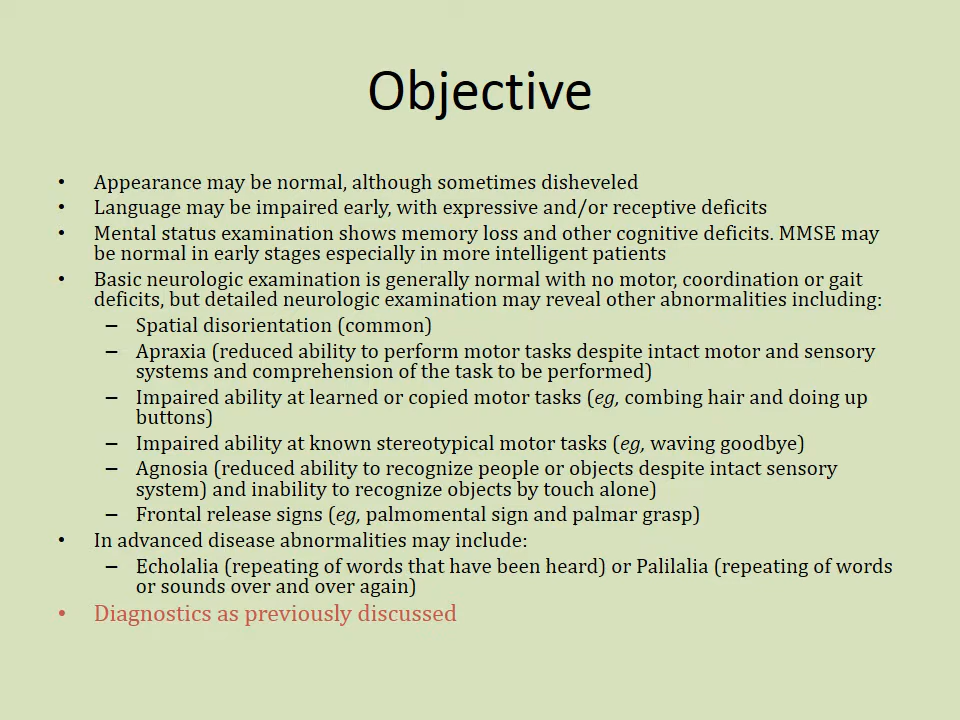 Objective
• Appearance may be normal, although sometimes disheveled
• Language may be impaired early, with expressive and/or receptive deficits
• Mental status examination shows memory loss and other cognitive deficits. MMSE may
be normal in early stages especially in more intelligent patients
• Basic neurologic examination is generally normal with no motor, coordination or gait
deficits, but detailed neurologic examination may reveal other abnormalities including:
– Spatial disorientation (common)
– Apraxia (reduced ability to perform motor tasks despite intact motor and sensory
systems and comprehension of the task to be performed)
– Impaired ability at learned or copied motor tasks (eg, combing hair and doing up
buttons)
– Impaired ability at known stereotypical motor tasks (eg, waving goodbye)
– Agnosia (reduced ability to recognize people or objects despite intact sensory
system) and inability to recognize objects by touch alone)
– Frontal release signs (eg, palmomental sign and palmar grasp)
• In advanced disease abnormalities may include:
– Echolalia (repeating of words that have been heard) or Palilalia (repeating of words
or sounds over and over again)
• Diagnostics as previously discussed